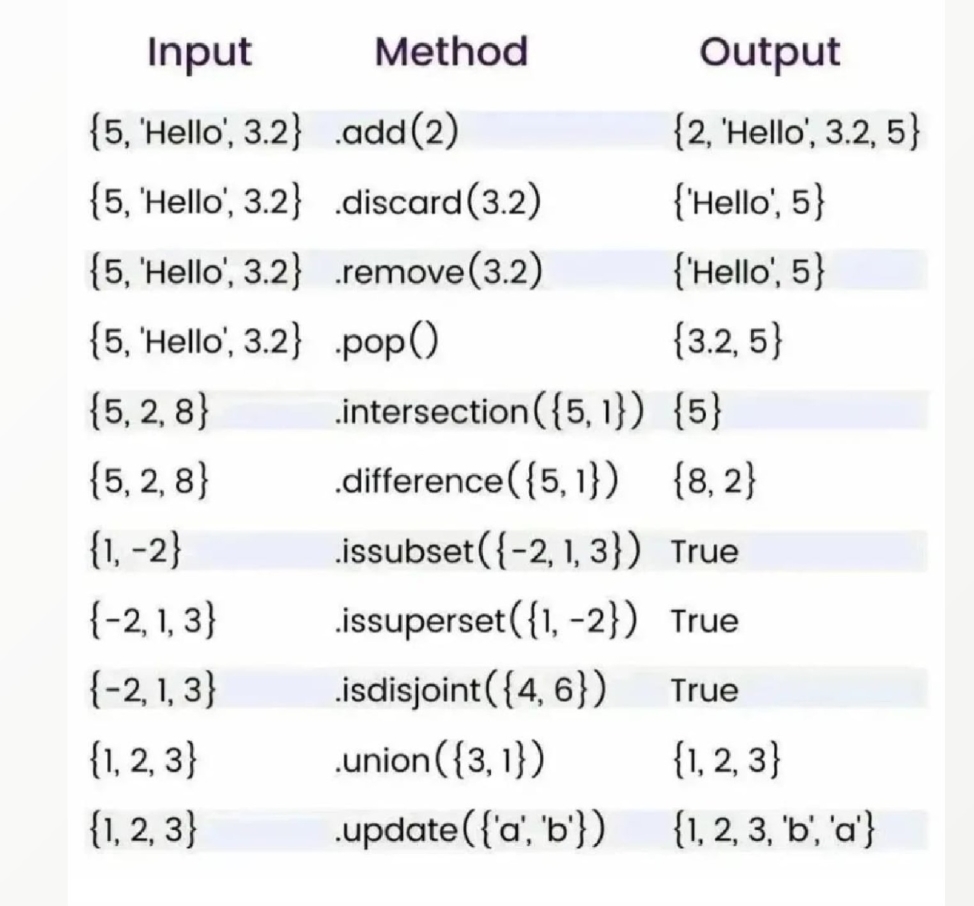 Input Method Output
{5, 'Hello', 3.2} .add(2) {2, 'Hello', 3.2, 5}
{5, 'Hello', 3.2} .discard(3.2) {'Hello', 5}
{5, 'Hello', 3.2} .remove(3.2) {'Hello', 5}
{5, 'Hello', 3.2} .pop() {3.2, 5}
{5, 2, 8} .intersection({5, 1}) {5}
{5, 2, 8} .difference({5, 1}) {8, 2}
{1, -2} .issubset({-2, 1, 3}) True
{-2, 1, 3} .issuperset({1, -2}) True
{-2, 1, 3} .isdisjoint({4, 6}) True
{1, 2, 3} .union({3, 1}) {1, 2, 3}
{1, 2, 3} .update({'a', 'b'}) {1, 2, 3, 'b', 'a'}